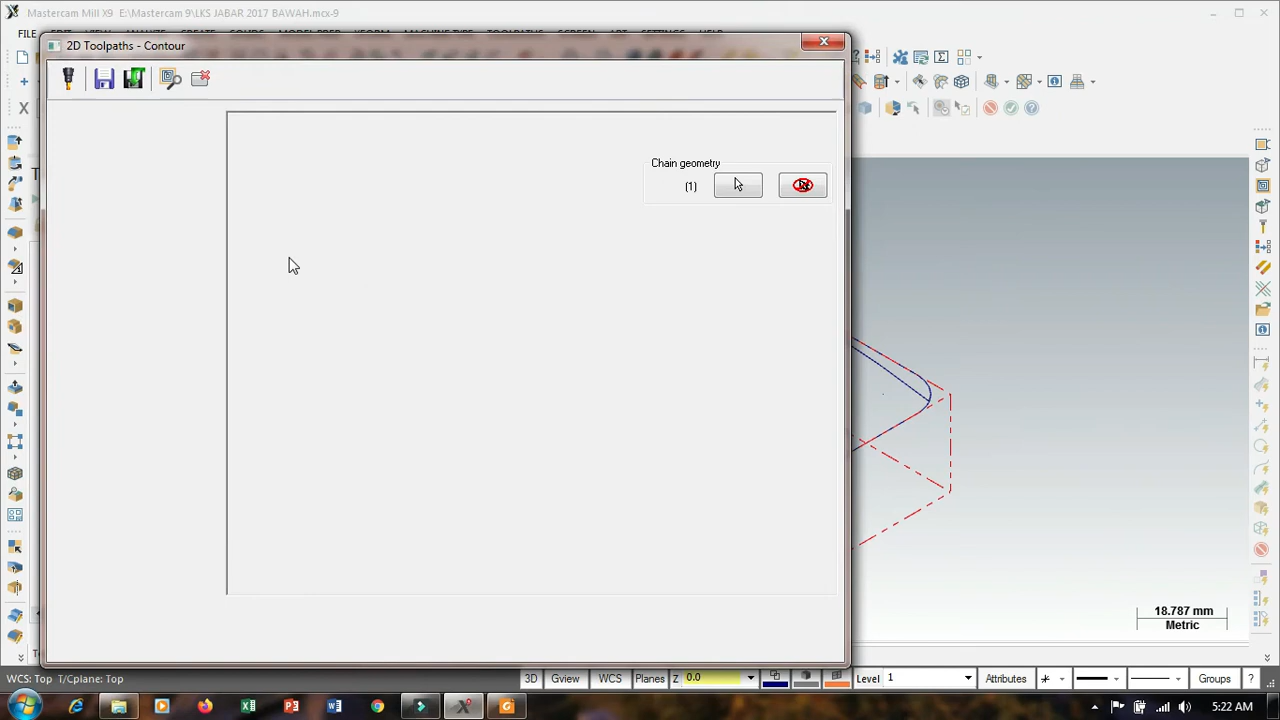 Mastercam Mill X9 E:\Mastercam 9\LKS JABAR 2017 BAWAH.mcx-9
FILE
2D Toolpaths - Contour
Chain geometry
(1)
18.787 mm
Metric
WCS: Top T/Cplane: Top
3D Gview WCS Planes Z 0.0 Level 1 Attributes Groups ?
5:22 AM